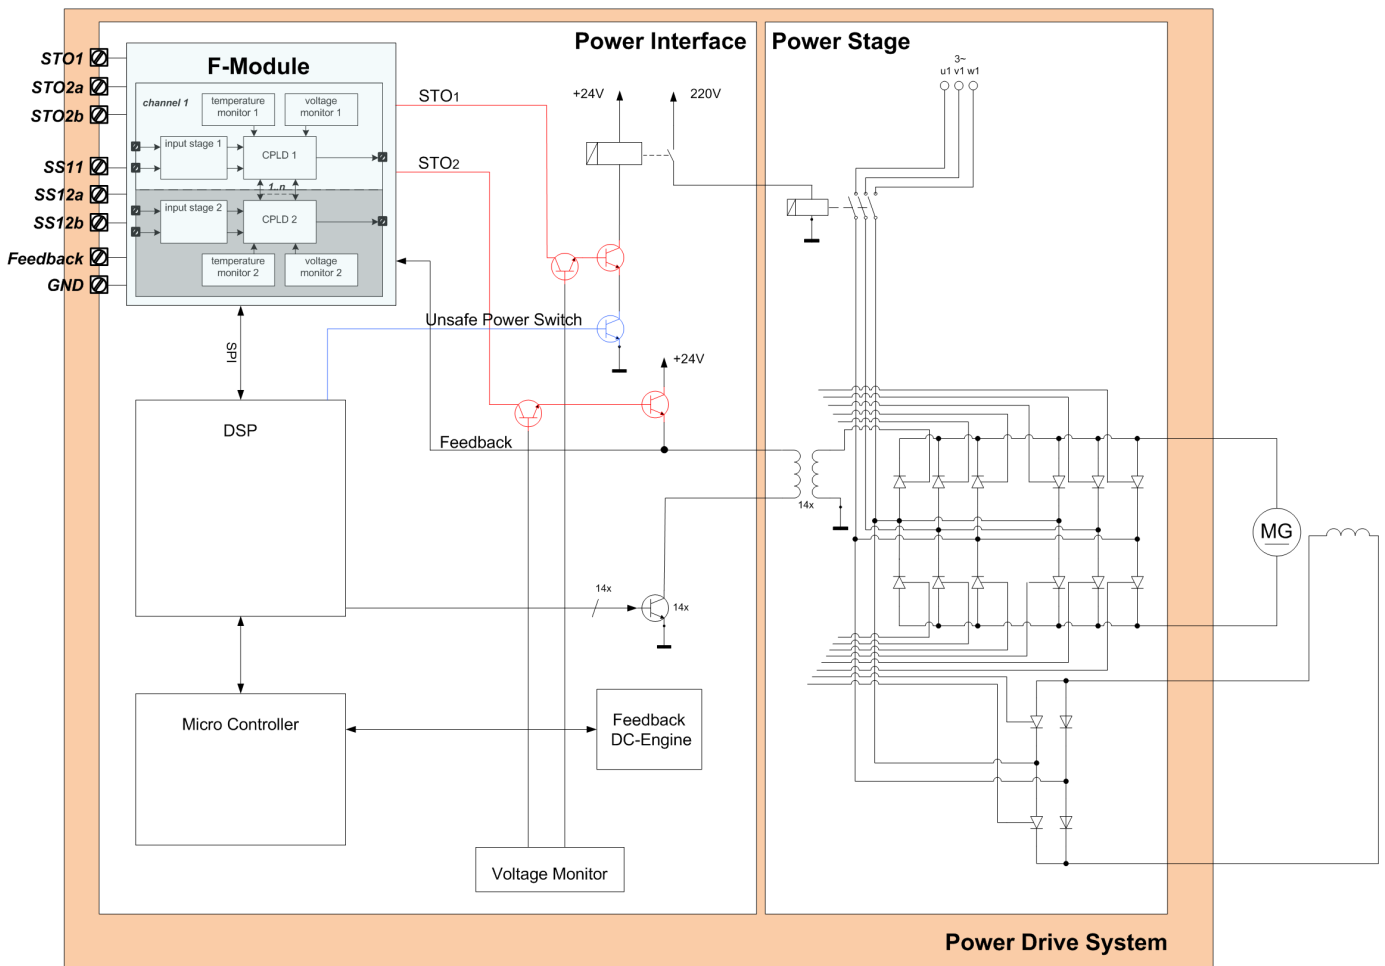 Power Interface
Power Stage
STO1
STO2a
STO2b
SS11
SS12a
SS12b
Feedback
GND
F-Module
channel 1
temperature
monitor 1
voltage
monitor 1
input stage 1
CPLD 1
1..n
input stage 2
CPLD 2
temperature
monitor 2
voltage
monitor 2
STO1
STO2
+24V
220V
3~
u1 v1 w1
Unsafe Power Switch
SPI
+24V
DSP
Feedback
14x
MG
14x
14x
Micro Controller
Feedback
DC-Engine
Voltage Monitor
Power Drive System